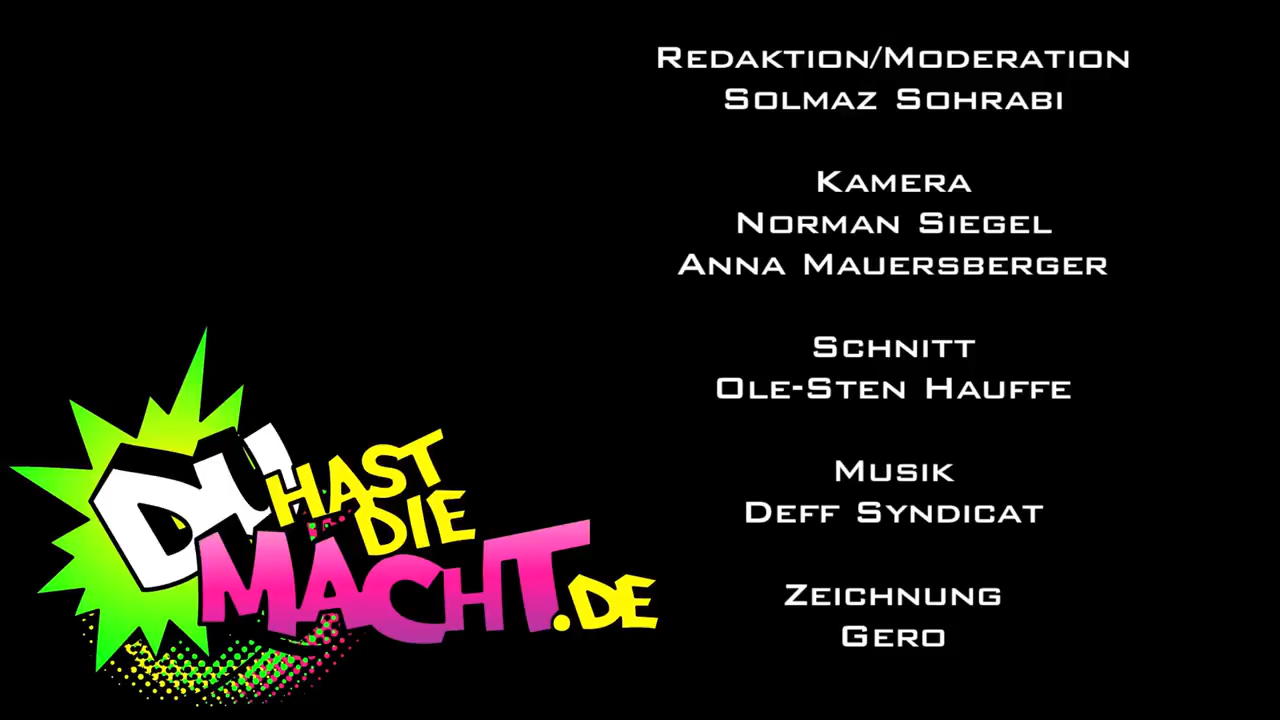 Redaktion/Moderation
Solmaz Sohrabi
Kamera
Norman Siegel
Anna Mauersberger
Schnitt
Ole-Sten Hauffe
Musik
Deff Syndicat
Zeichnung
Gero
DU HAST
DIE
MACHT.DE